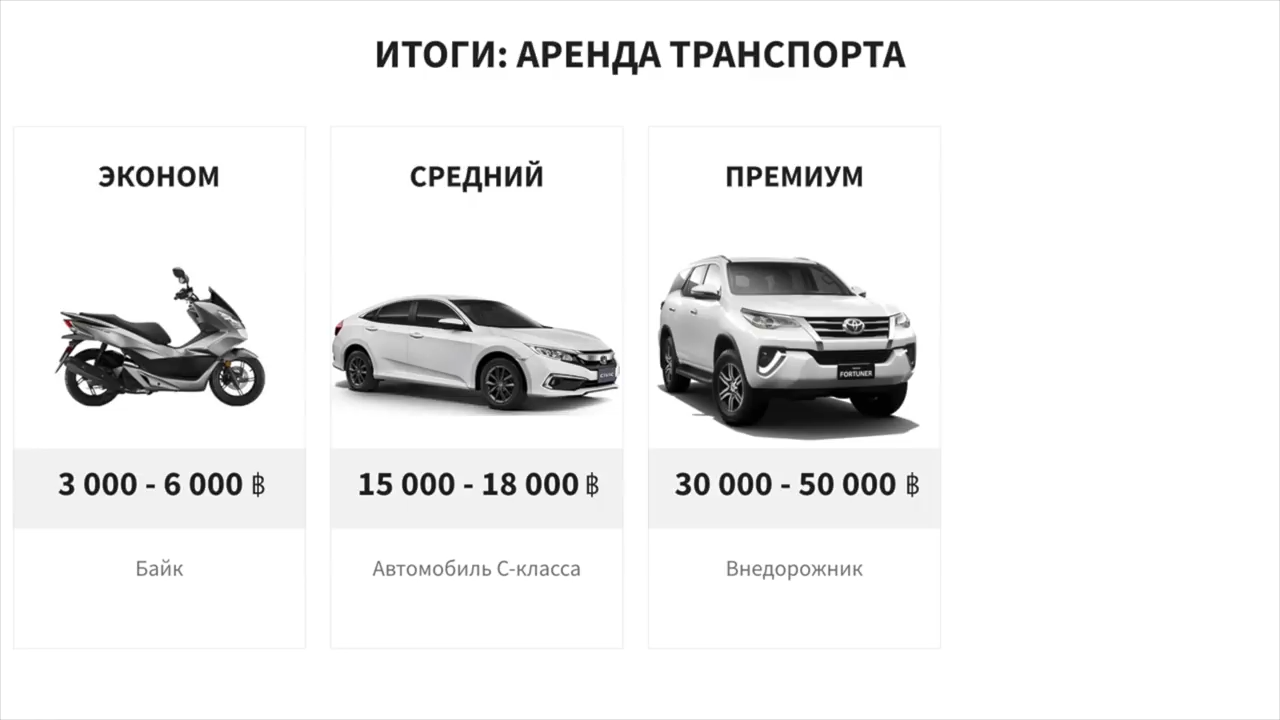 ИТОГИ: АРЕНДА ТРАНСПОРТА
ЭКОНОМ
3 000 - 6 000 ฿
Байк
СРЕДНИЙ
15 000 - 18 000 ฿
Автомобиль С-класса
ПРЕМИУМ
FORTUNER
30 000 - 50 000 ฿
Внедорожник